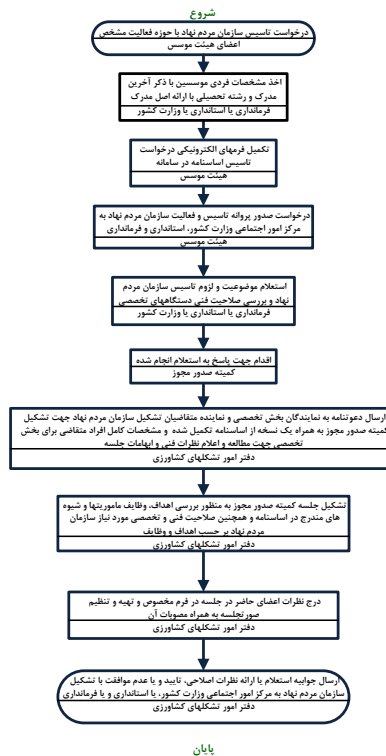 شروع
درخواست تاسیس سازمان مردم نهاد با حوزه فعالیت مشخص
اعضای هیئت موسس
اخذ مشخصات فردی موسسین با ذکر آخرین
مدرک و رشته تحصیلی با ارائه اصل مدرک
فرمانداری یا استانداری یا وزارت کشور
تکمیل فرمهای الکترونیکی درخواست
تاسیس اساسنامه در سامانه
هیئت موسس
درخواست صدور پروانه تاسیس و فعالیت سازمان مردم نهاد به
مرکز امور اجتماعی وزارت کشور، استانداری و فرمانداری
هیئت موسس
استعلام موضوعیت و لزوم تاسیس سازمان مردم
نهاد و بررسی صلاحیت فنی دستگاههای تخصصی
فرمانداری یا استانداری یا وزارت کشور
اقدام جهت پاسخ به استعلام انجام شده
کمیته صدور مجوز
ارسال دعوتنامه به نمایندگان بخش تخصصی و نماینده متقاضیان تشکیل سازمان مردم نهاد جهت تشکیل
کمیته صدور مجوز به همراه یک نسخه از اساسنامه تکمیل شده و مشخصات کامل افراد متقاضی برای بخش
تخصصی جهت مطالعه و اعلام نظرات فنی و ابهامات جلسه
دفتر امور تشکلهای کشاورزی
تشکیل جلسه کمیته صدور مجوز به منظور بررسی اهداف، وظایف ماموریتها و شیوه
های مندرج در اساسنامه و همچنین صلاحیت فنی و تخصصی مورد نیاز سازمان
مردم نهاد بر حسب اهداف و وظایف
دفتر امور تشکلهای کشاورزی
درج نظرات اعضای حاضر در جلسه در فرم مخصوص و تهیه و تنظیم
صورتجلسه به همراه مصوبات آن
دفتر امور تشکلهای کشاورزی
ارسال جوابیه استعلام با ارائه نظرات اصلاحی، تایید و یا عدم موافقت با تشکیل
سازمان مردم نهاد به مرکز امور اجتماعی وزارت کشور، یا استانداری و یا فرمانداری
دفتر امور تشکلهای کشاورزی
پایان